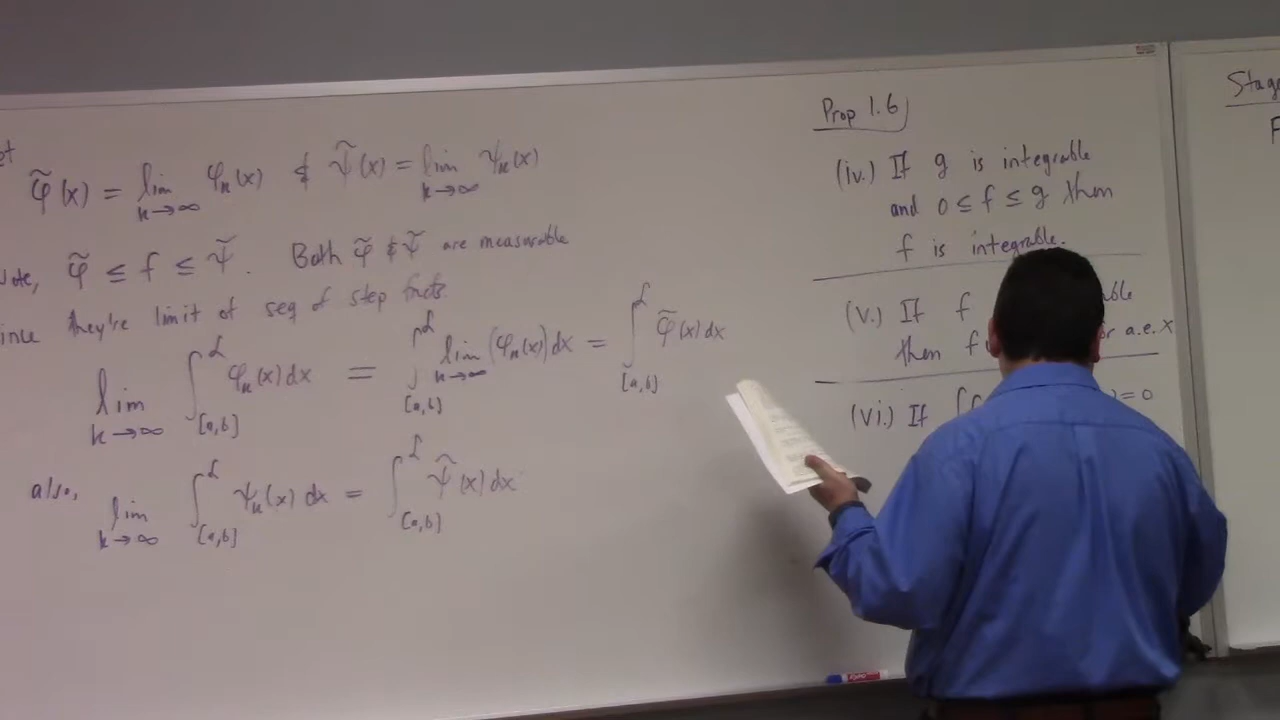 φ̃(x) = lim k→∞ φk(x) & ψ̃(x) = lim k→∞ ψk(x)
φ̃ ≤ f ≤ ψ̃. Both φ̃ & ψ̃ are measurable
they're limit of seq of step fncts.
lim k→∞ ∫^L [a,b] φk(x)dx = ∫^L [a,b] lim k→∞ (φk(x))dx = ∫^L [a,b] φ̃(x)dx
also, lim k→∞ ∫^L [a,b] ψk(x)dx = ∫^L [a,b] ψ̃(x)dx
Prop 1.6
(iv.) If g is integrable
and 0 ≤ f ≤ g then
f is integrable.
(v.) If f
then f a.e. x
(vi.) If ∫ = 0